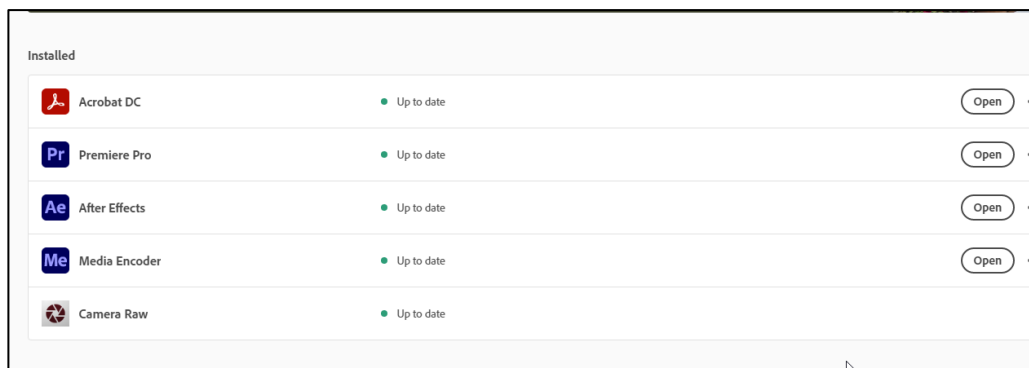 Installed
Acrobat DC Up to date Open
Pr Premiere Pro Up to date Open
Ae After Effects Up to date Open
Me Media Encoder Up to date Open
Camera Raw Up to date